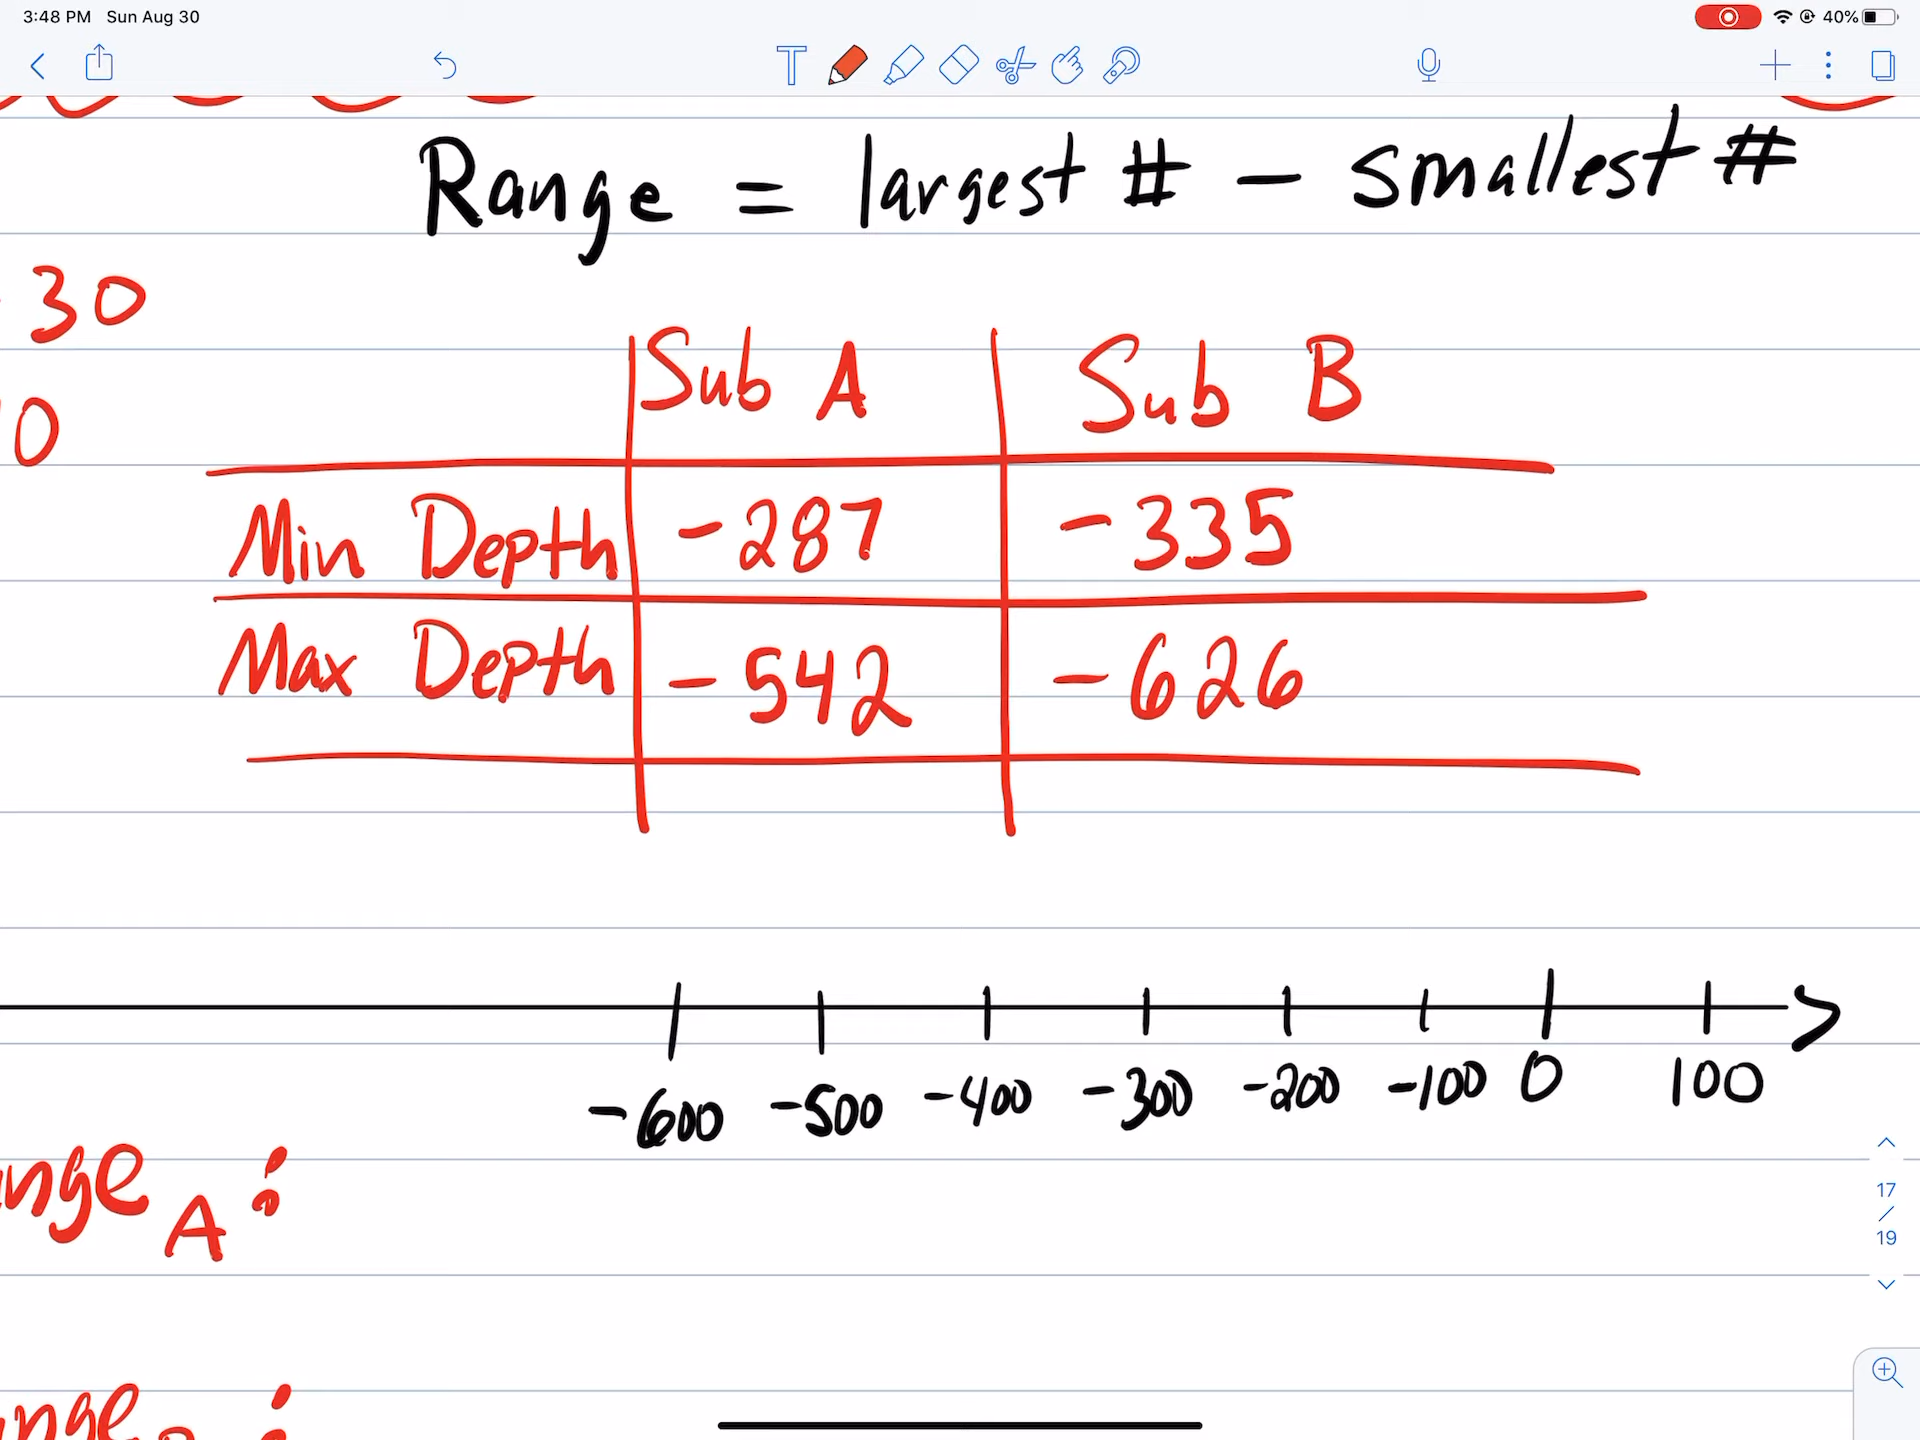 3:48 PM Sun Aug 30
40%
Range = largest # - smallest #
30
Sub A Sub B
Min Depth -287 -335
Max Depth -542 -626
-600 -500 -400 -300 -200 -100 0 100
A:
17
/
19